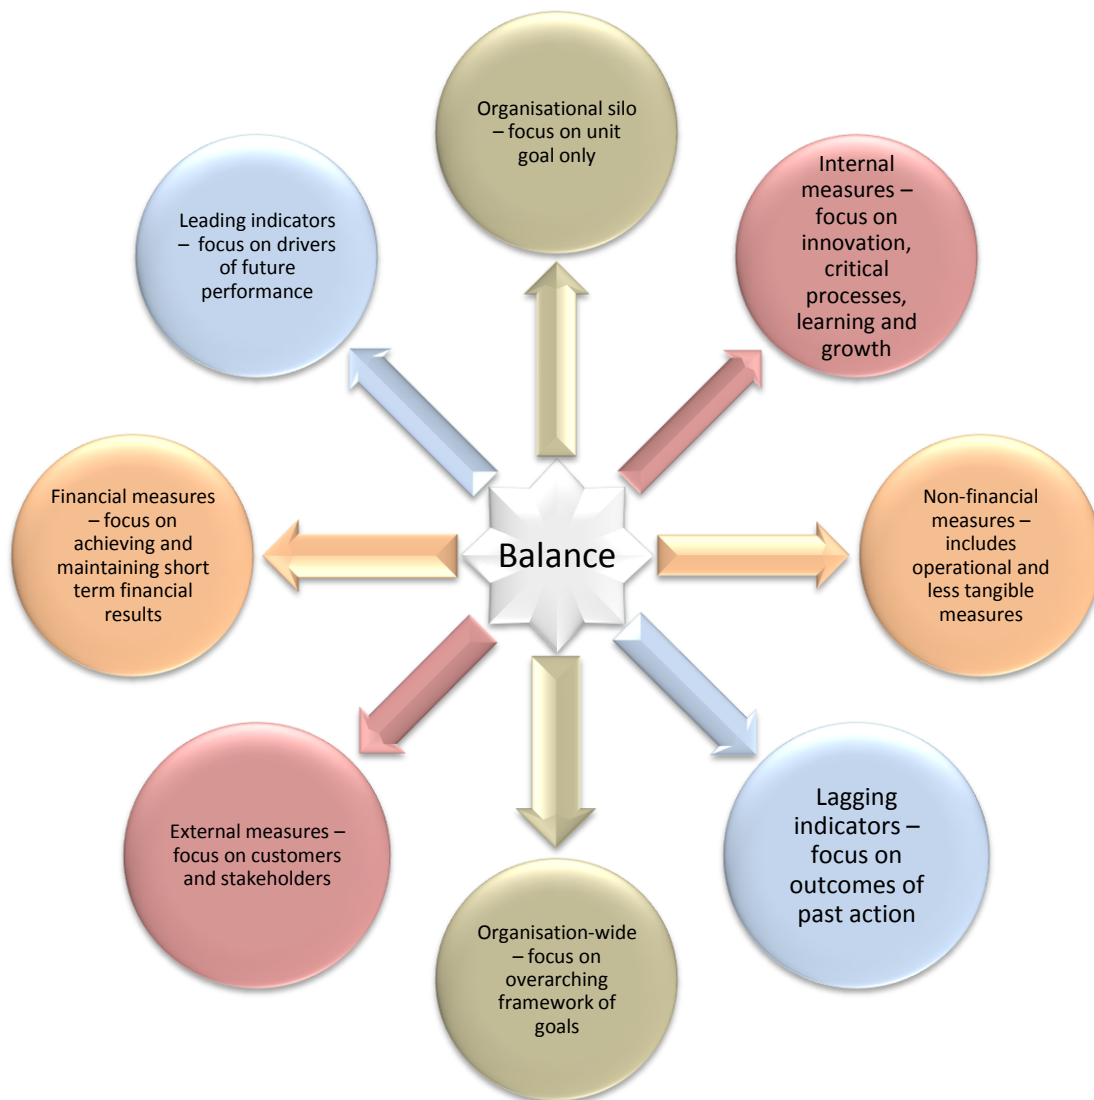 Organisational silo
– focus on unit
goal only
Internal
measures –
focus on
innovation,
critical
processes,
learning and
growth
Leading indicators
– focus on drivers
of future
performance
Financial measures
– focus on
achieving and
maintaining short
term financial
results
Balance
Non-financial
measures –
includes
operational and
less tangible
measures
External measures –
focus on customers
and stakeholders
Lagging
indicators –
focus on
outcomes of
past action
Organisation-wide
– focus on
overarching
framework of
goals